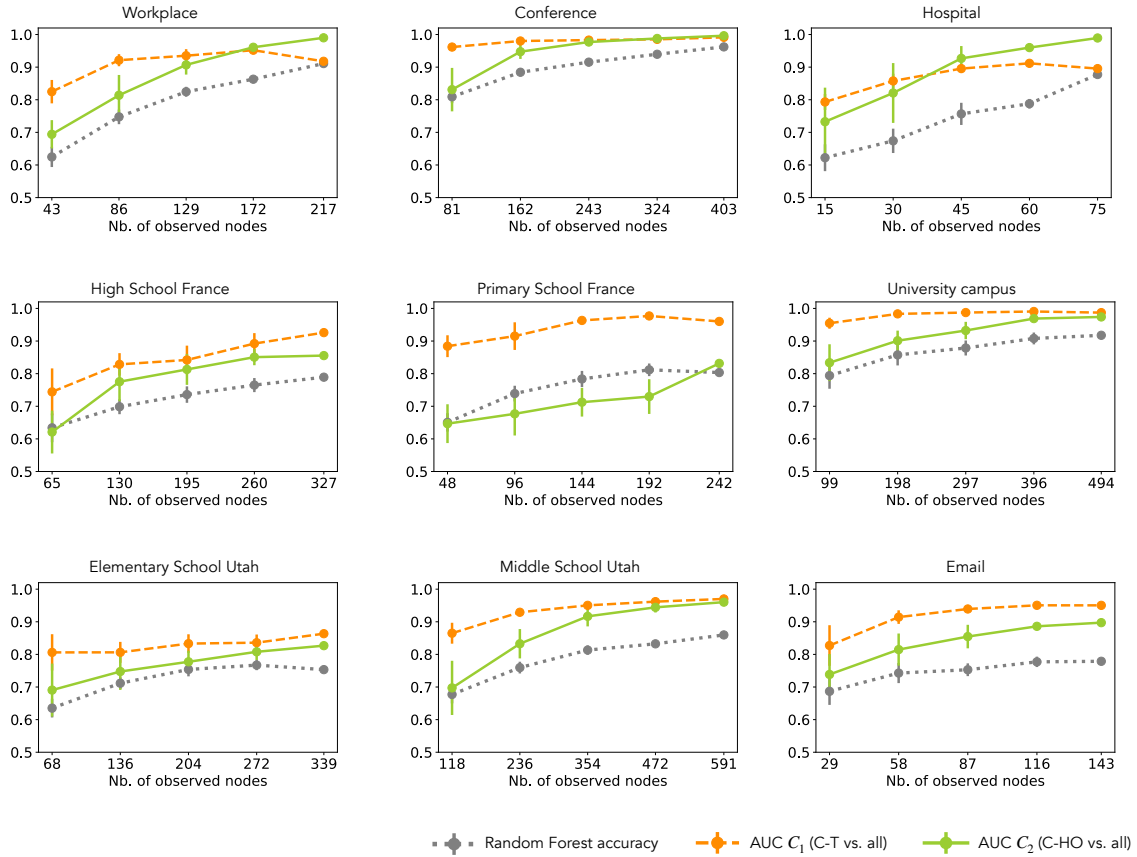 Workplace
1.0
0.9
0.8
0.7
0.6
0.5
43 86 129 172 217
Nb. of observed nodes
Conference
1.0
0.9
0.8
0.7
0.6
0.5
81 162 243 324 403
Nb. of observed nodes
Hospital
1.0
0.9
0.8
0.7
0.6
0.5
15 30 45 60 75
Nb. of observed nodes
High School France
1.0
0.9
0.8
0.7
0.6
0.5
65 130 195 260 327
Nb. of observed nodes
Primary School France
1.0
0.9
0.8
0.7
0.6
0.5
48 96 144 192 242
Nb. of observed nodes
University campus
1.0
0.9
0.8
0.7
0.6
0.5
99 198 297 396 494
Nb. of observed nodes
Elementary School Utah
1.0
0.9
0.8
0.7
0.6
0.5
68 136 204 272 339
Nb. of observed nodes
Middle School Utah
1.0
0.9
0.8
0.7
0.6
0.5
118 236 354 472 591
Nb. of observed nodes
Email
1.0
0.9
0.8
0.7
0.6
0.5
29 58 87 116 143
Nb. of observed nodes
Random Forest accuracy AUC C₁ (C-T vs. all) AUC C₂ (C-HO vs. all)